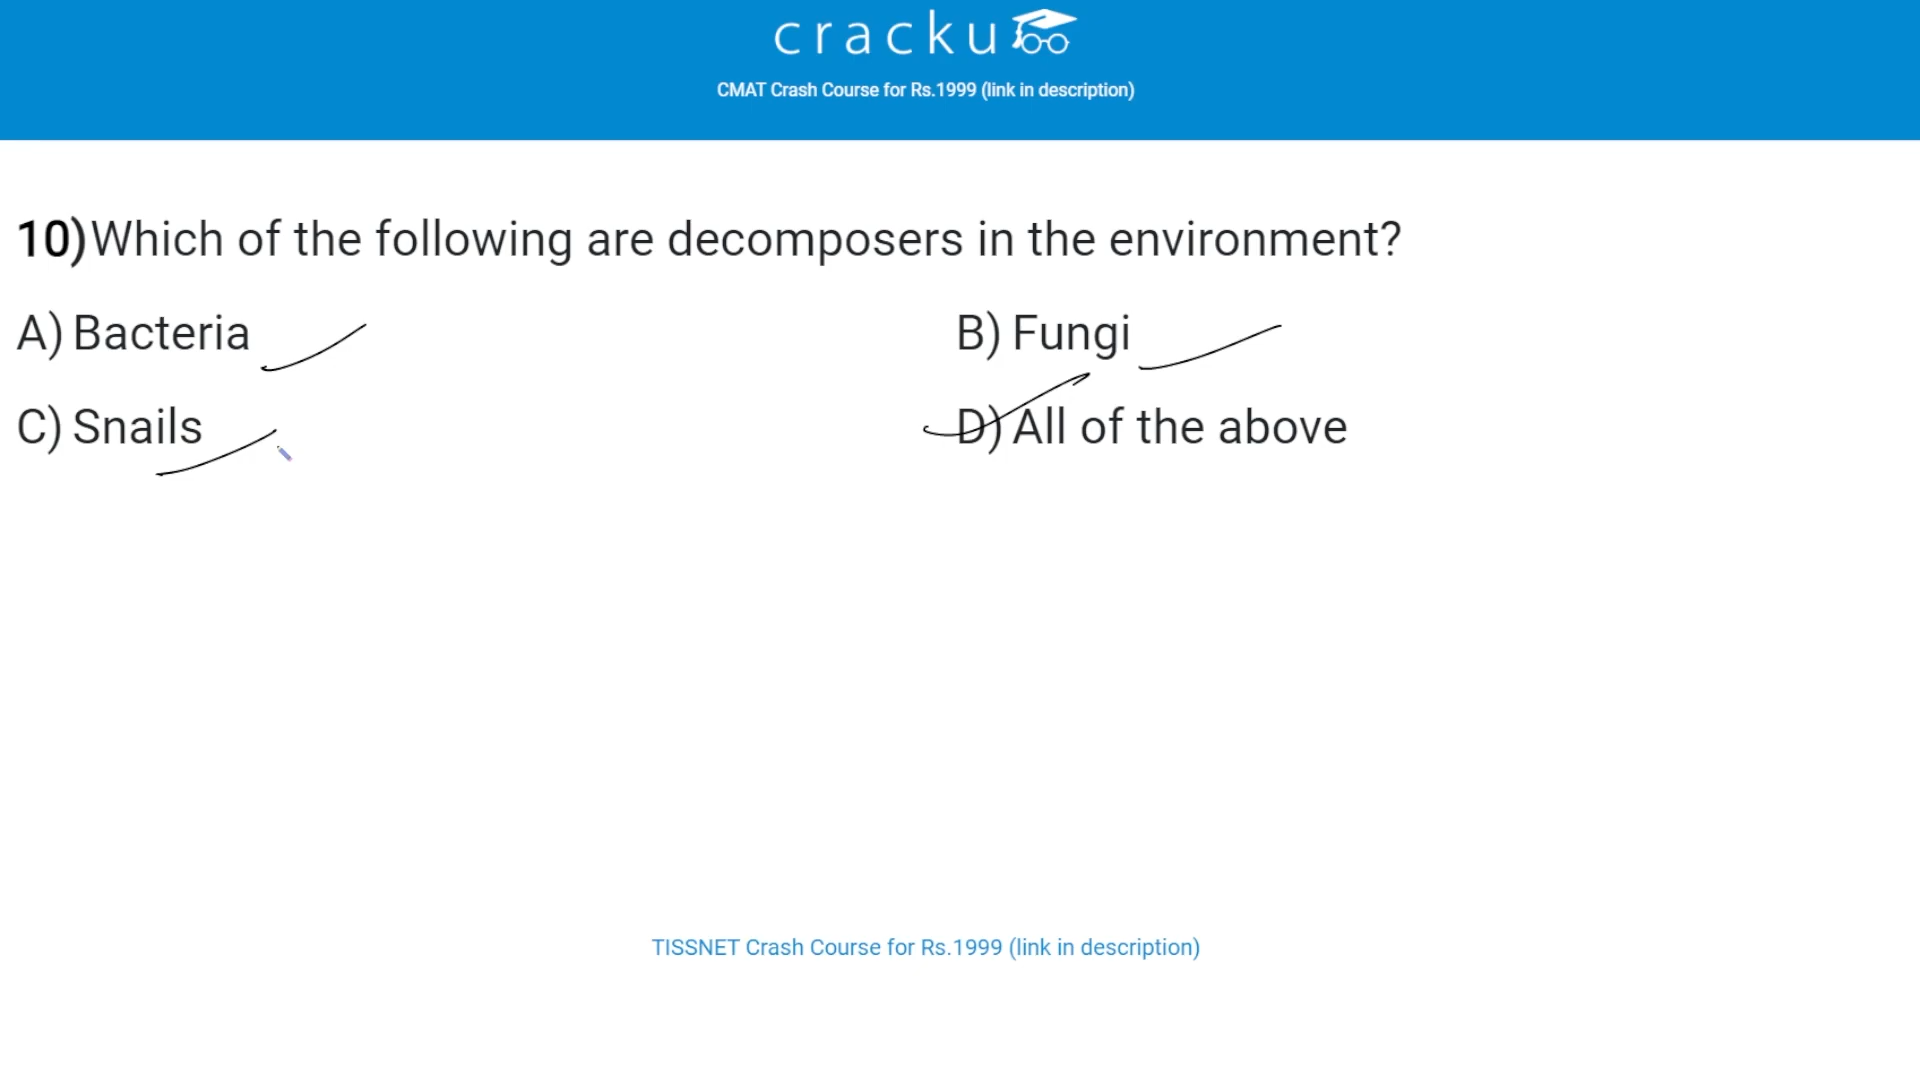 cracku
CMAT Crash Course for Rs.1999 (link in description)
10) Which of the following are decomposers in the environment?
A) Bacteria
B) Fungi
C) Snails
D) All of the above
TISSNET Crash Course for Rs.1999 (link in description)